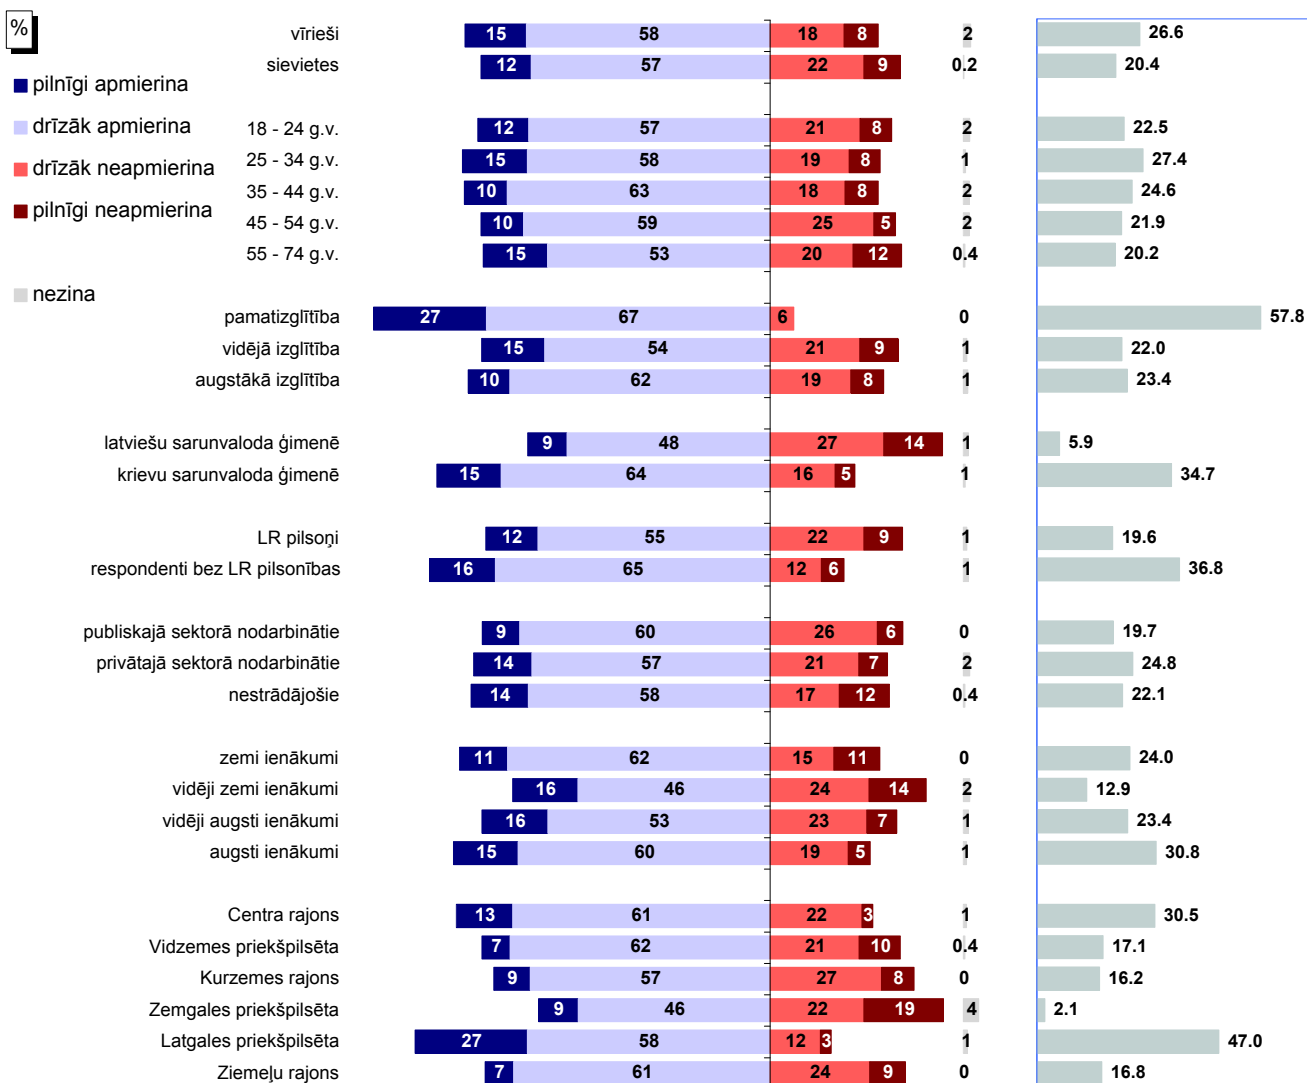 %
pilnīgi apmierina
drīzāk apmierina
drīzāk neapmierina
pilnīgi neapmierina
nezina
vīrieši 15 58 18 8 2 26.6
sievietes 12 57 22 9 0.2 20.4
18 - 24 g.v. 12 57 21 8 2 22.5
25 - 34 g.v. 15 58 19 8 1 27.4
35 - 44 g.v. 10 63 18 8 2 24.6
45 - 54 g.v. 10 59 25 5 2 21.9
55 - 74 g.v. 15 53 20 12 0.4 20.2
pamatizglītība 27 67 6 0 57.8
vidējā izglītība 15 54 21 9 1 22.0
augstākā izglītība 10 62 19 8 1 23.4
latviešu sarunvaloda ģimenē 9 48 27 14 1 5.9
krievu sarunvaloda ģimenē 15 64 16 5 1 34.7
LR pilsoņi 12 55 22 9 1 19.6
respondenti bez LR pilsonības 16 65 12 6 1 36.8
publiskajā sektorā nodarbinātie 9 60 26 6 0 19.7
privātajā sektorā nodarbinātie 14 57 21 7 2 24.8
nestrādājošie 14 58 17 12 0.4 22.1
zemi ienākumi 11 62 15 11 0 24.0
vidēji zemi ienākumi 16 46 24 14 2 12.9
vidēji augsti ienākumi 16 53 23 7 1 23.4
augsti ienākumi 15 60 19 5 1 30.8
Centra rajons 13 61 22 3 1 30.5
Vidzemes priekšpilsēta 7 62 21 10 0.4 17.1
Kurzemes rajons 9 57 27 8 0 16.2
Zemgales priekšpilsēta 9 46 22 19 4 2.1
Latgales priekšpilsēta 27 58 12 3 1 47.0
Ziemeļu rajons 7 61 24 9 0 16.8